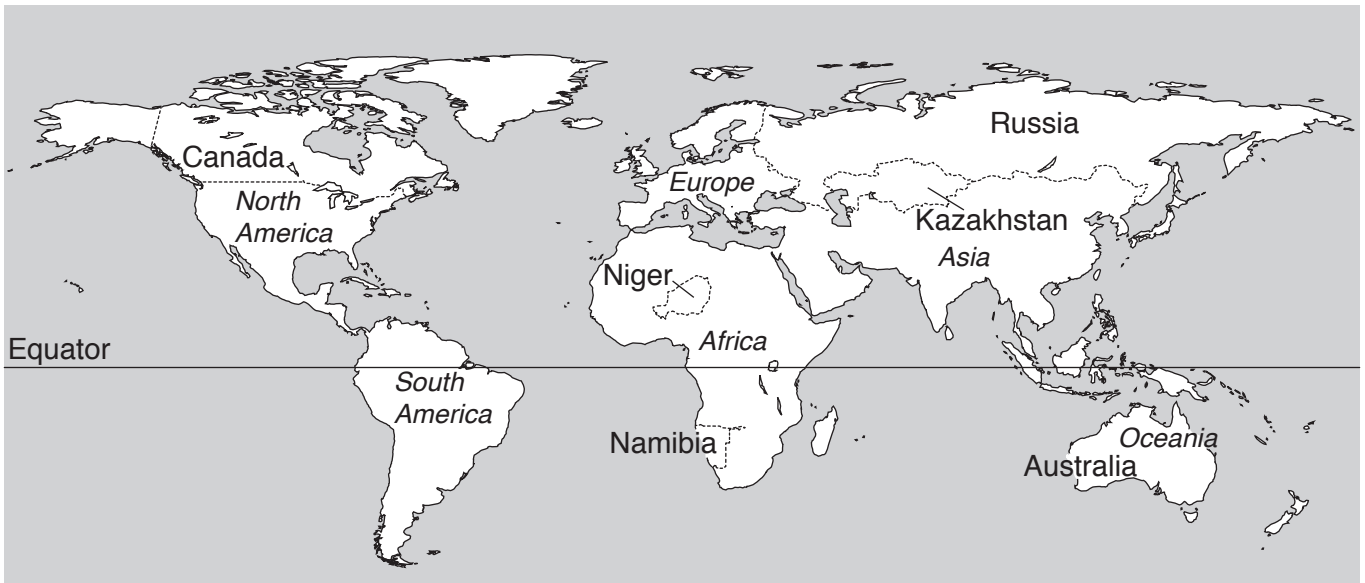 Russia
Canada
Europe
North
America
Kazakhstan
Asia
Niger
Africa
Equator
South
America
Namibia
Oceania
Australia